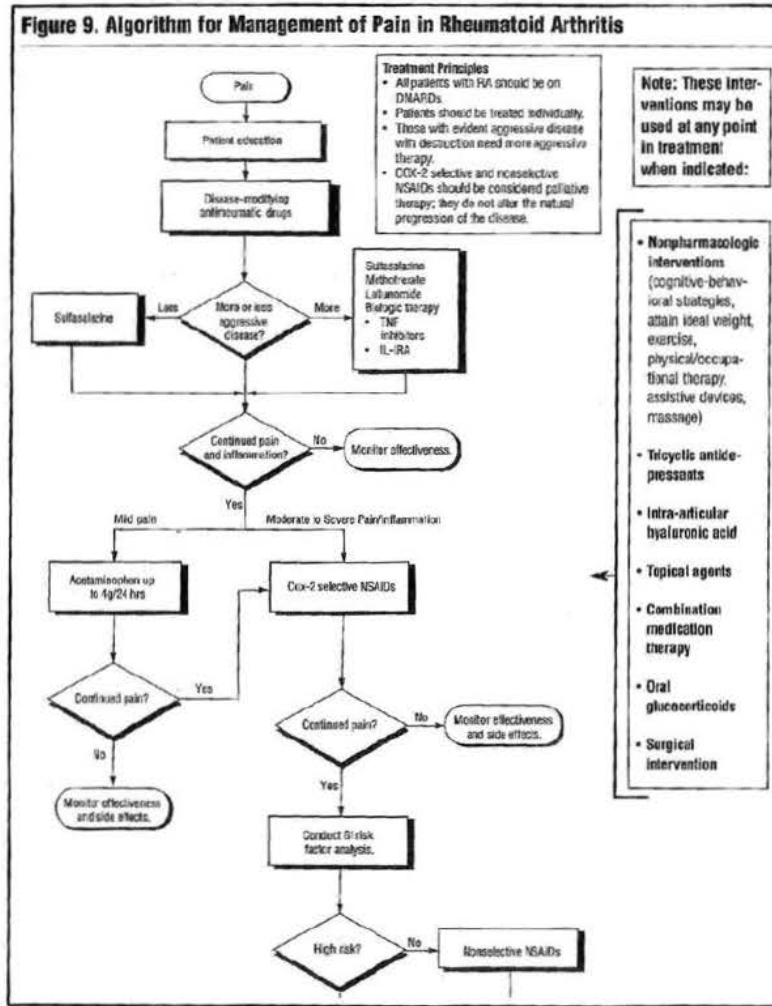 Figure 9. Algorithm for Management of Pain in Rheumatoid Arthritis
Pain
Patient education
Disease-modifying
antirheumatic drugs
Treatment Principles
• All patients with RA should be on
DMARDs.
• Patients should be treated individually.
• Those with evident aggressive disease
with destruction need more aggressive
therapy.
• COX-2 selective and nonselective
NSAIDs should be considered palliative
therapy; they do not alter the natural
progression of the disease.
Note: These inter-
ventions may be
used at any point
in treatment
when indicated:
Sulfasalazine
Less
More or less
aggressive
disease?
More
Sulfasalazine
Methotrexate
Leflunomide
Biologic therapy
• TNF
inhibitors
• IL-IRA
Continued pain
and inflammation?
No
Monitor effectiveness.
Yes
Mild pain
Moderate to Severe Pain/inflammation
Acetaminophen up
to 4g/24 hrs
Cox-2 selective NSAIDs
Continued pain?
Yes
No
Monitor effectiveness
and side effects.
Continued pain?
No
Monitor effectiveness
and side effects.
Yes
Conduct GI risk
factor analysis.
High risk?
No
Nonselective NSAIDs
• Nonpharmacologic
interventions
(cognitive-behav-
ioral strategies,
attain ideal weight,
exercise,
physical/occupa-
tional therapy,
assistive devices,
massage)
• Tricyclic antide-
pressants
• Intra-articular
hyaluronic acid
• Topical agents
• Combination
medication
therapy
• Oral
glucocorticoids
• Surgical
intervention